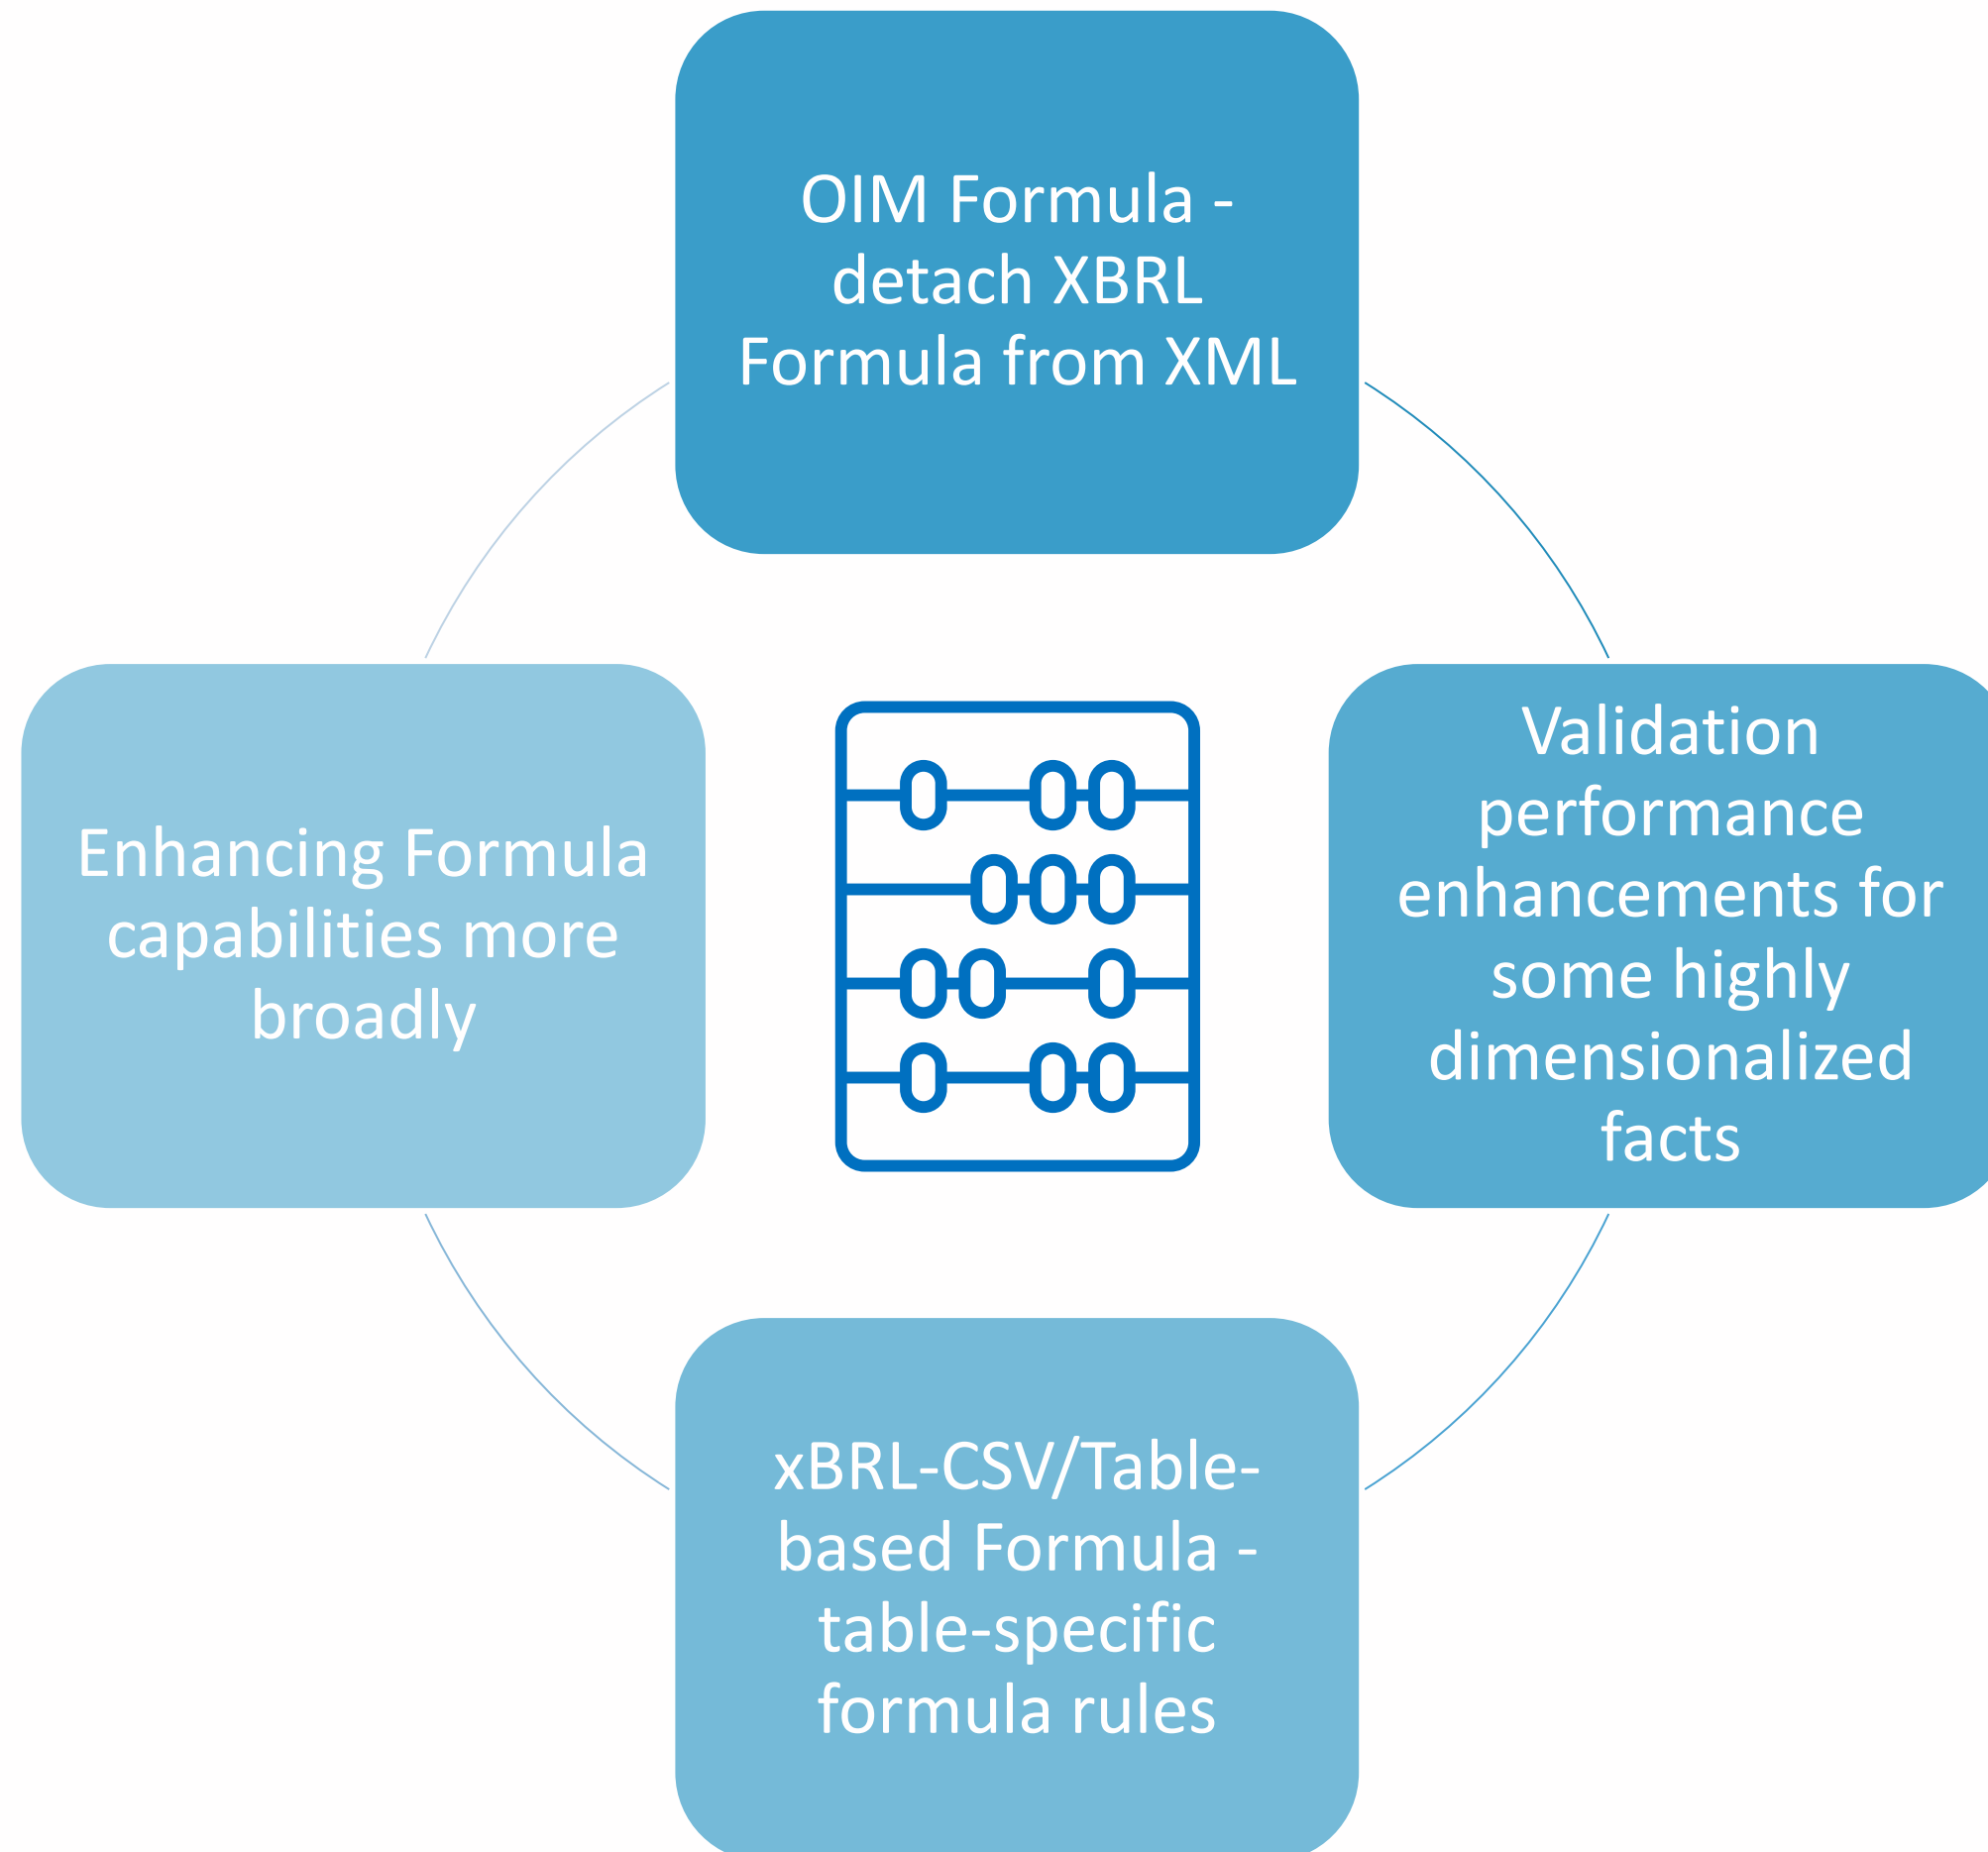 OIM Formula -
detach XBRL
Formula from XML
Validation
performance
enhancements for
some highly
dimensionalized
facts
xBRL-CSV/Table-
based Formula -
table-specific
formula rules
Enhancing Formula
capabilities more
broadly